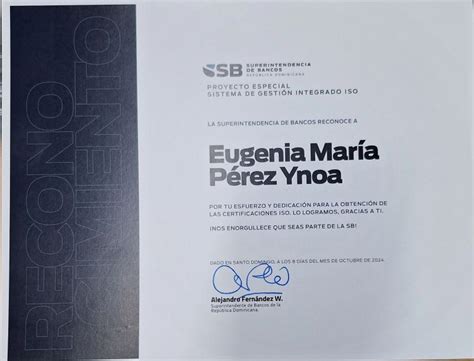 RECONO
CIMIENTO
SB SUPERINTENDENCIA
DE BANCOS
REPÚBLICA DOMINICANA
PROYECTO ESPECIAL
SISTEMA DE GESTIÓN INTEGRADO ISO
LA SUPERINTENDENCIA DE BANCOS RECONOCE A
Eugenia María
Pérez Ynoa
POR TU ESFUERZO Y DEDICACIÓN PARA LA OBTENCIÓN DE
LAS CERTIFICACIONES ISO. LO LOGRAMOS, GRACIAS A TI.
¡NOS ENORGULLECE QUE SEAS PARTE DE LA SB!
DADO EN SANTO DOMINGO, A LOS 8 DÍAS DEL MES DE OCTUBRE DE 2024.
Alejandro Fernández W.
Superintendente de Bancos de la
República Dominicana